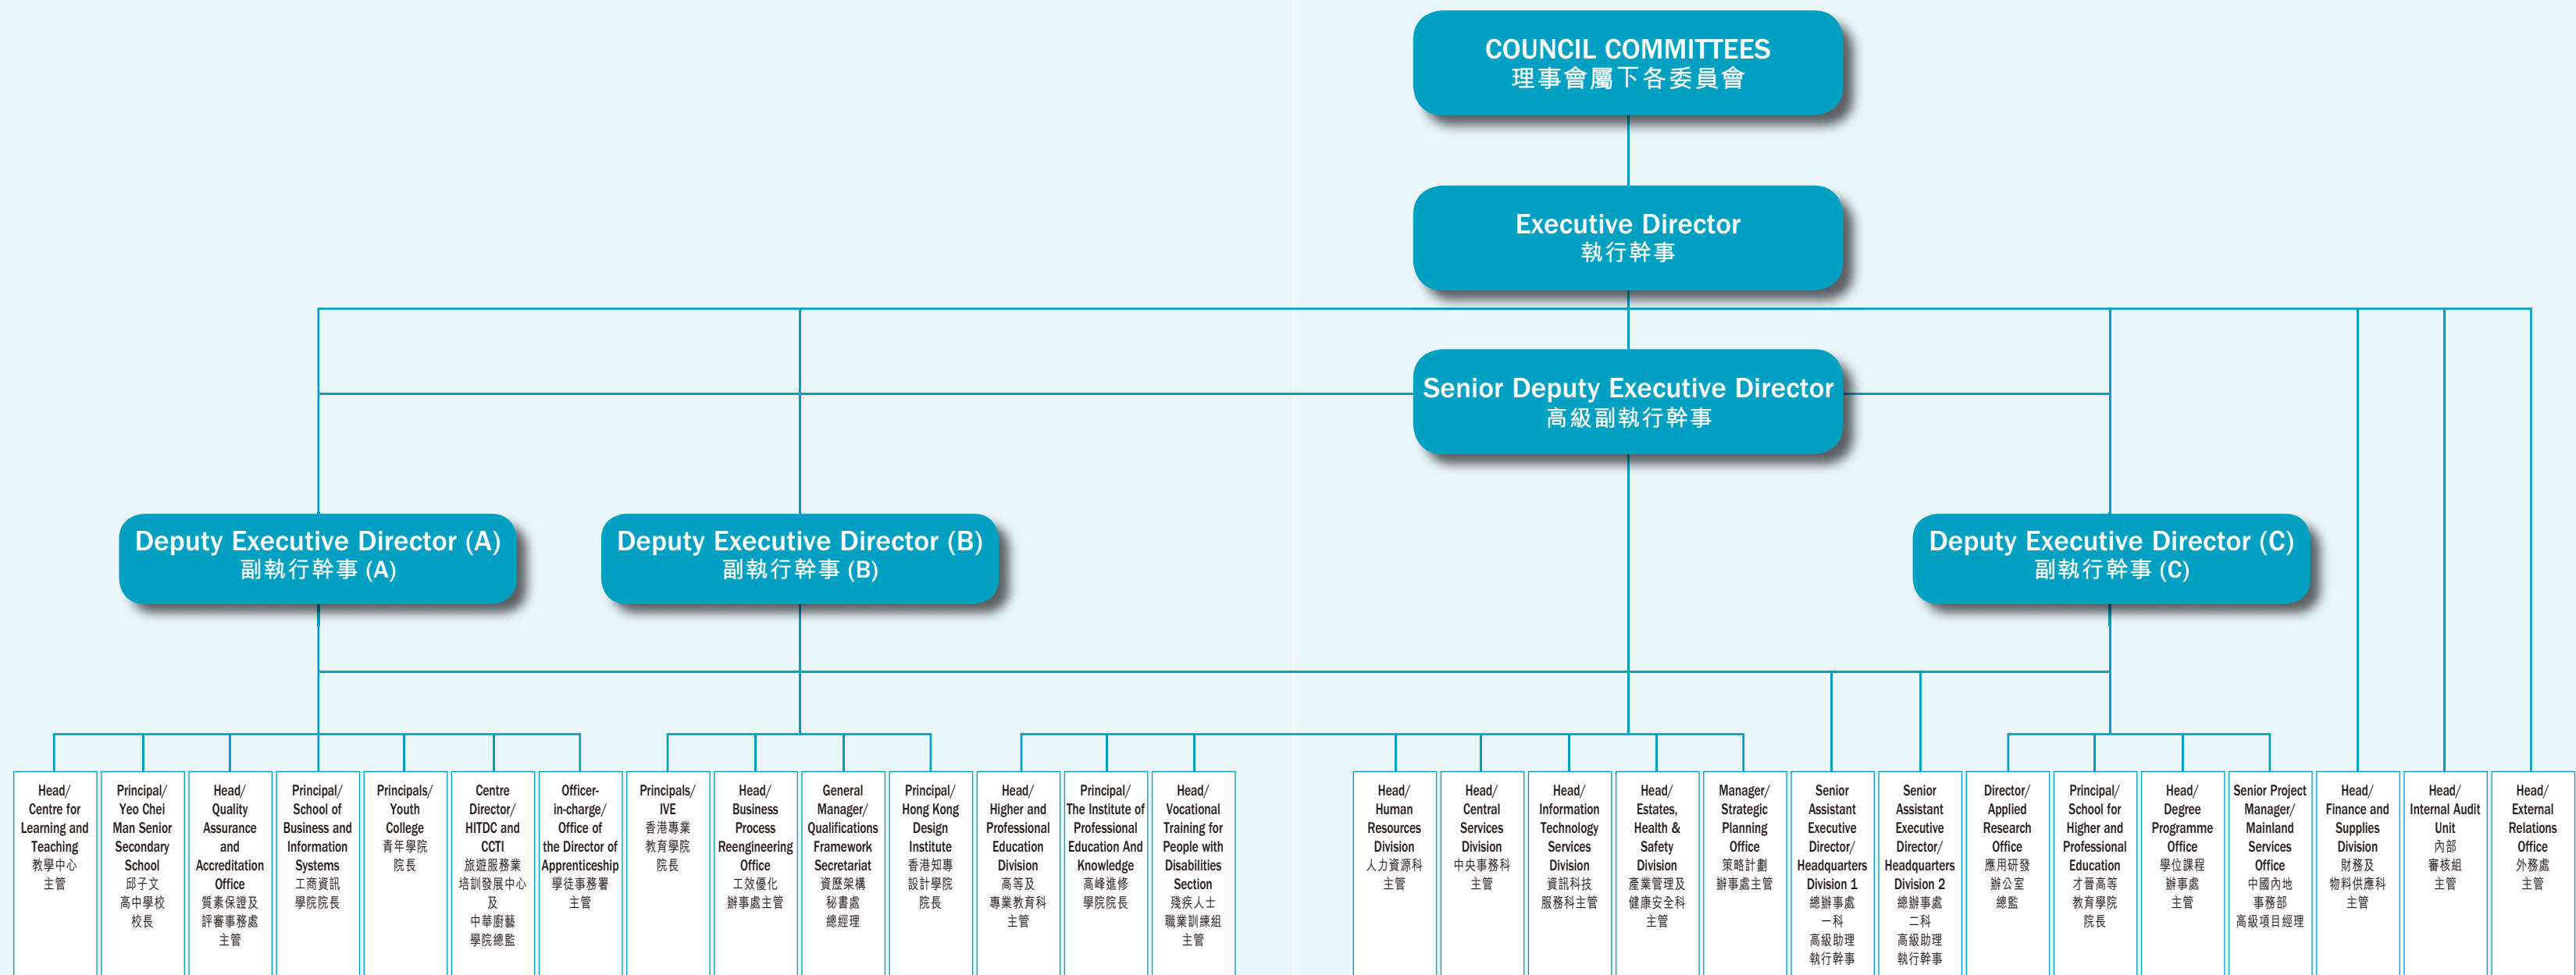 COUNCIL COMMITTEES
理事會屬下各委員會
Executive Director
執行幹事
Senior Deputy Executive Director
高級副執行幹事
Deputy Executive Director (A)
副執行幹事 (A)
Deputy Executive Director (B)
副執行幹事 (B)
Deputy Executive Director (C)
副執行幹事 (C)
Head/
Centre for
Learning and
Teaching
教學中心
主管
Principal/
Yeo Chei
Man Senior
Secondary
School
邱子文
高中學校
校長
Head/
Quality
Assurance
and
Accreditation
Office
質素保證及
評審事務處
主管
Principal/
School of
Business and
Information
Systems
工商資訊
學院院長
Principals/
Youth
College
青年學院
院長
Centre
Director/
HITDC and
CCTI
旅遊服務業
培訓發展中心
及
中華廚藝
學院總監
Officer-
in-charge/
Office of
the Director of
Apprenticeship
學徒事務署
主管
Principals/
IVE
香港專業
教育學院
院長
Head/
Business
Process
Reengineering
Office
工效優化
辦事處主管
General
Manager/
Qualifications
Framework
Secretariat
資歷架構
秘書處
總經理
Principal/
Hong Kong
Design
Institute
香港知專
設計學院
院長
Head/
Higher and
Professional
Education
Division
高等及
專業教育科
主管
Principal/
The Institute of
Professional
Education And
Knowledge
高峰進修
學院院長
Head/
Vocational
Training for
People with
Disabilities
Section
殘疾人士
職業訓練組
主管
Head/
Human
Resources
Division
人力資源科
主管
Head/
Central
Services
Division
中央事務科
主管
Head/
Information
Technology
Services
Division
資訊科技
服務科主管
Head/
Estates,
Health &
Safety
Division
產業管理及
健康安全科
主管
Manager/
Strategic
Planning
Office
策略計劃
辦事處主管
Senior
Assistant
Executive
Director/
Headquarters
Division 1
總辦事處
一科
高級助理
執行幹事
Senior
Assistant
Executive
Director/
Headquarters
Division 2
總辦事處
二科
高級助理
執行幹事
Director/
Applied
Research
Office
應用研發
辦公室
總監
Principal/
School for
Higher and
Professional
Education
才晉高等
教育學院
院長
Head/
Degree
Programme
Office
學位課程
辦事處
主管
Senior Project
Manager/
Mainland
Services
Office
中國內地
事務部
高級項目經理
Head/
Finance and
Supplies
Division
財務及
物料供應科
主管
Head/
Internal Audit
Unit
內部
審核組
主管
Head/
External
Relations
Office
外務處
主管